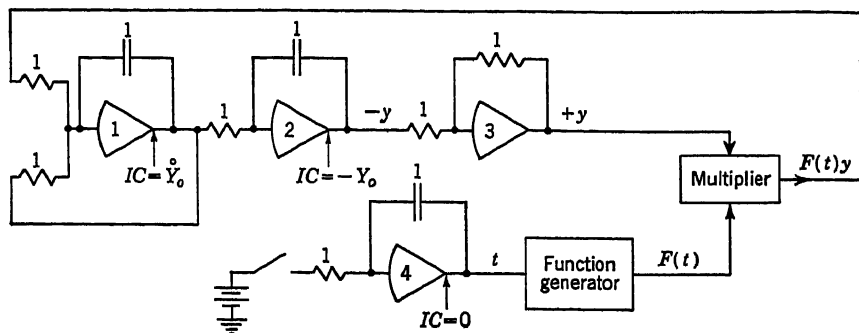 1
1
1
1
1
1
−y
1
1
2
3
+y
1
IC=Ẏ₀
IC=−Y₀
1
Multiplier
F(t)y
1
4
t
Function
generator
F(t)
IC=0